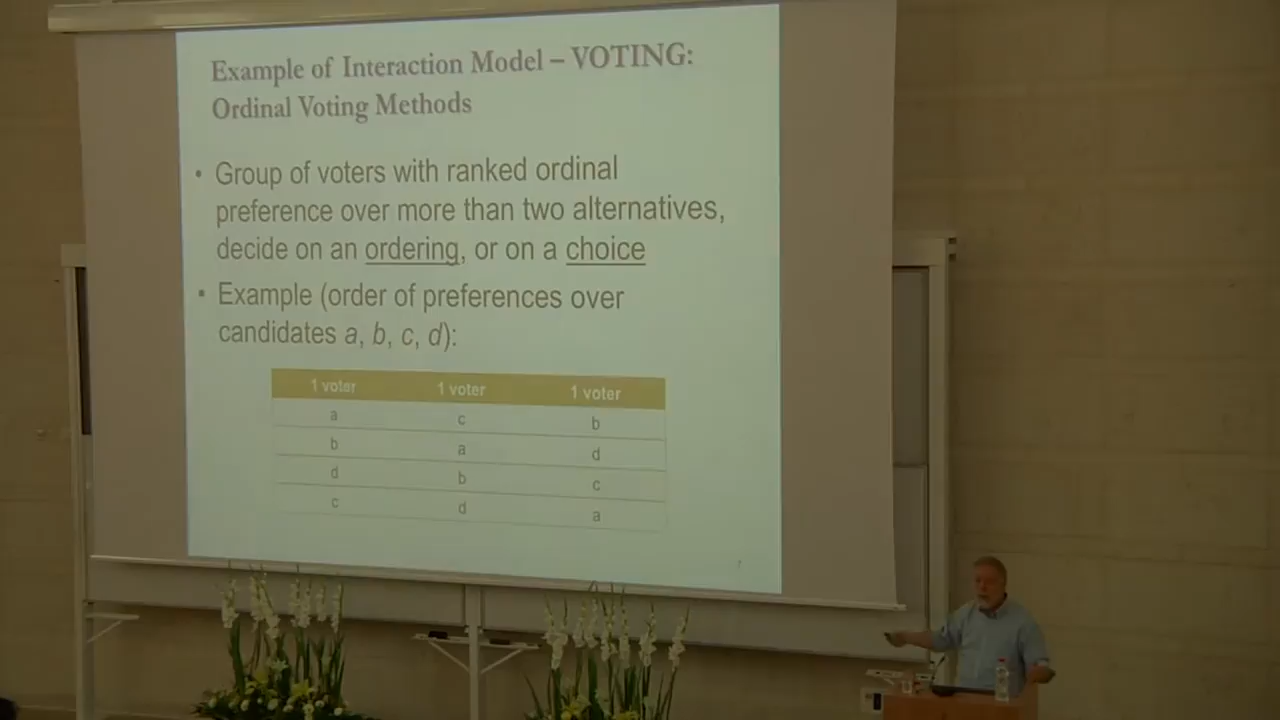 Example of Interaction Model – VOTING:
Ordinal Voting Methods
• Group of voters with ranked ordinal
preference over more than two alternatives,
decide on an ordering, or on a choice
• Example (order of preferences over
candidates a, b, c, d):
1 voter 1 voter 1 voter
a c b
b a d
d b c
c d a